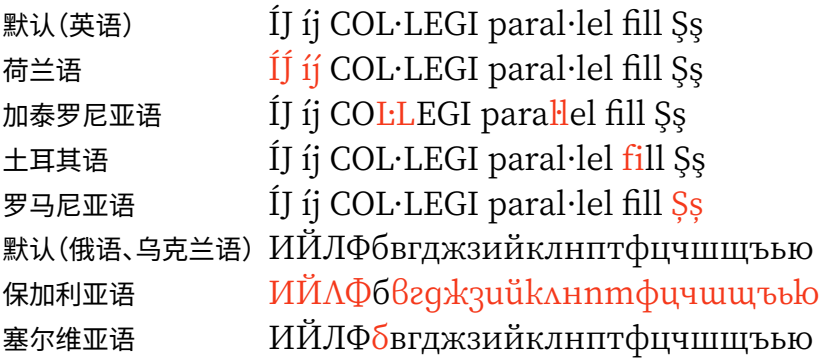 默认（英语） ÍJ íj COL·LEGI paral·lel fill Şş
荷兰语 ÍJ́ íj́ COL·LEGI paral·lel fill Şş
加泰罗尼亚语 ÍJ íj COL·LEGI paral·lel fill Şş
土耳其语 ÍJ íj COL·LEGI paral·lel fill Şş
罗马尼亚语 ÍJ íj COL·LEGI paral·lel fill Șș
默认（俄语、乌克兰语） ИЙЛФбвгджзийклнптфцчшщъью
保加利亚语 ИЙЛФбвгджзийклнптфцчшщъью
塞尔维亚语 ИЙЛФбвгджзийклнптфцчшщъью